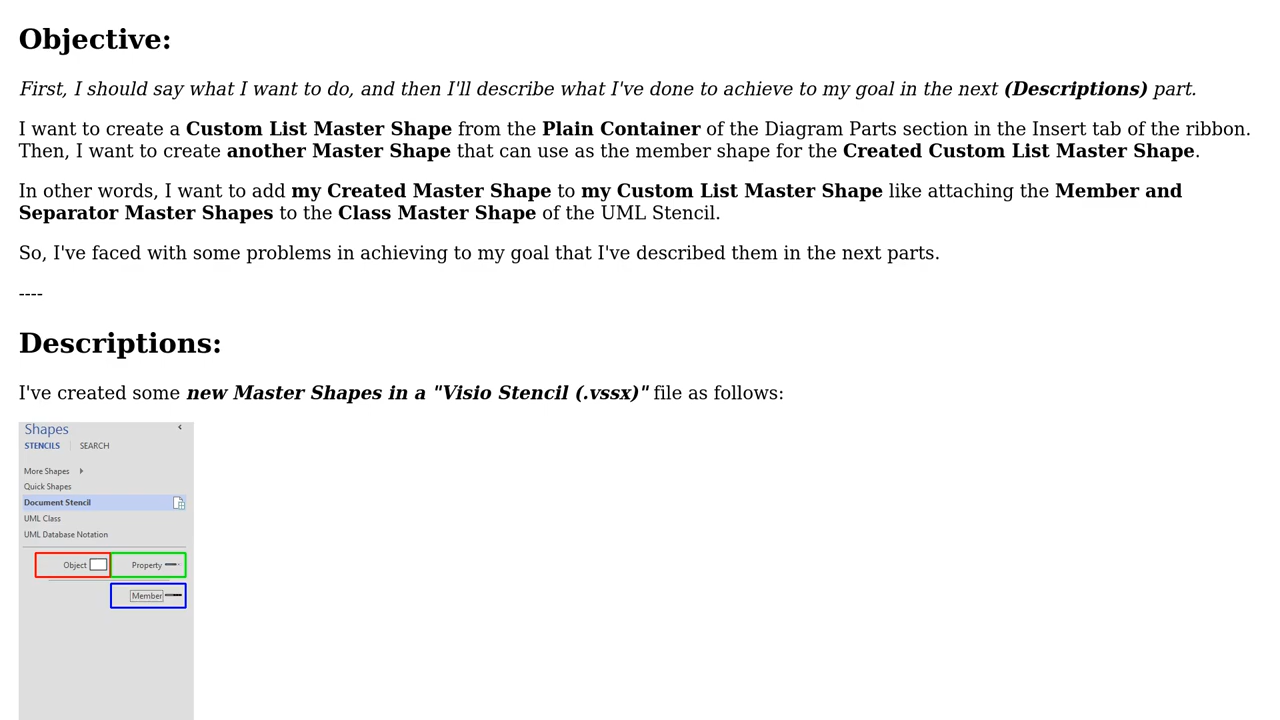 Objective:
First, I should say what I want to do, and then I'll describe what I've done to achieve to my goal in the next (Descriptions) part.
I want to create a Custom List Master Shape from the Plain Container of the Diagram Parts section in the Insert tab of the ribbon.
Then, I want to create another Master Shape that can use as the member shape for the Created Custom List Master Shape.
In other words, I want to add my Created Master Shape to my Custom List Master Shape like attaching the Member and
Separator Master Shapes to the Class Master Shape of the UML Stencil.
So, I've faced with some problems in achieving to my goal that I've described them in the next parts.
----
Descriptions:
I've created some new Master Shapes in a "Visio Stencil (.vssx)" file as follows:
Shapes
STENCILS SEARCH
More Shapes
Quick Shapes
Document Stencil
UML Class
UML Database Notation
Object Property
Member